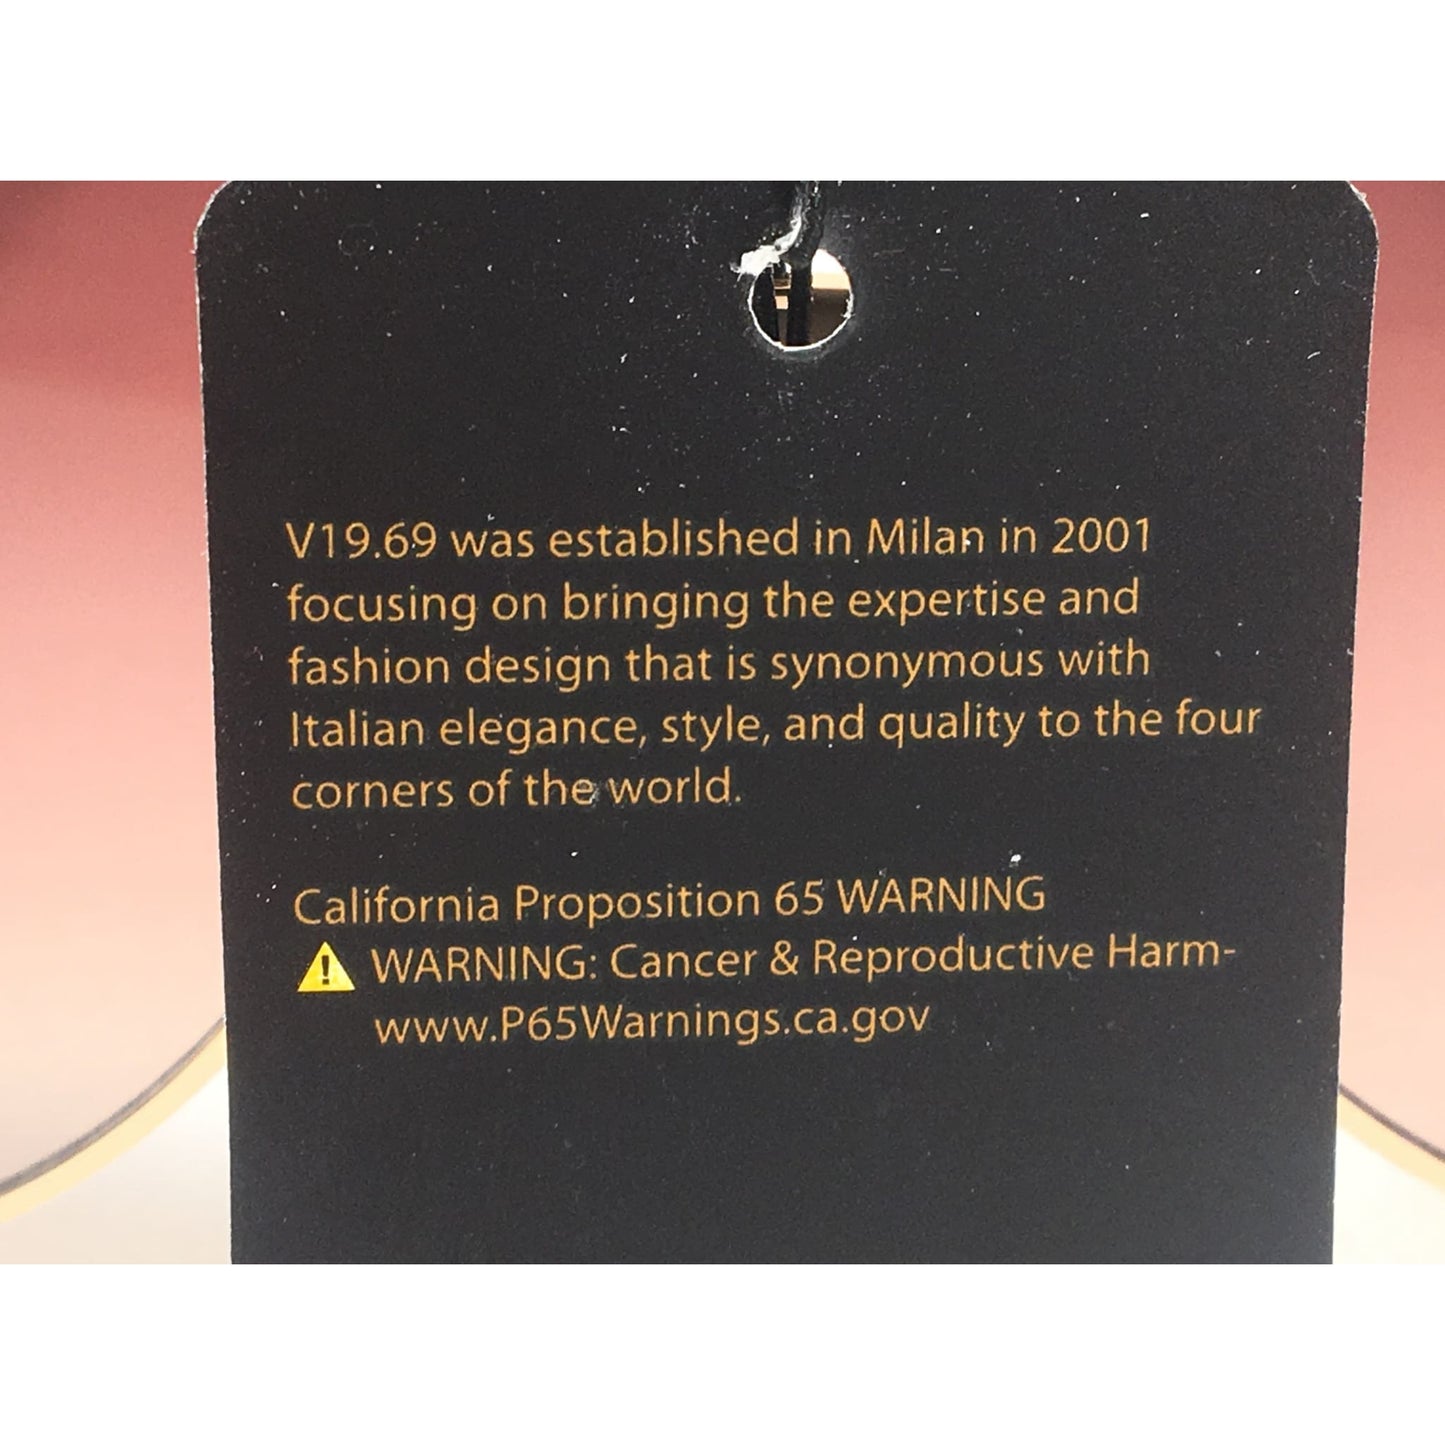 V19.69 was established in Milan in 2001
focusing on bringing the expertise and
fashion design that is synonymous with
Italian elegance, style, and quality to the four
corners of the world.
California Proposition 65 WARNING
WARNING: Cancer & Reproductive Harm-
www.P65Warnings.ca.gov